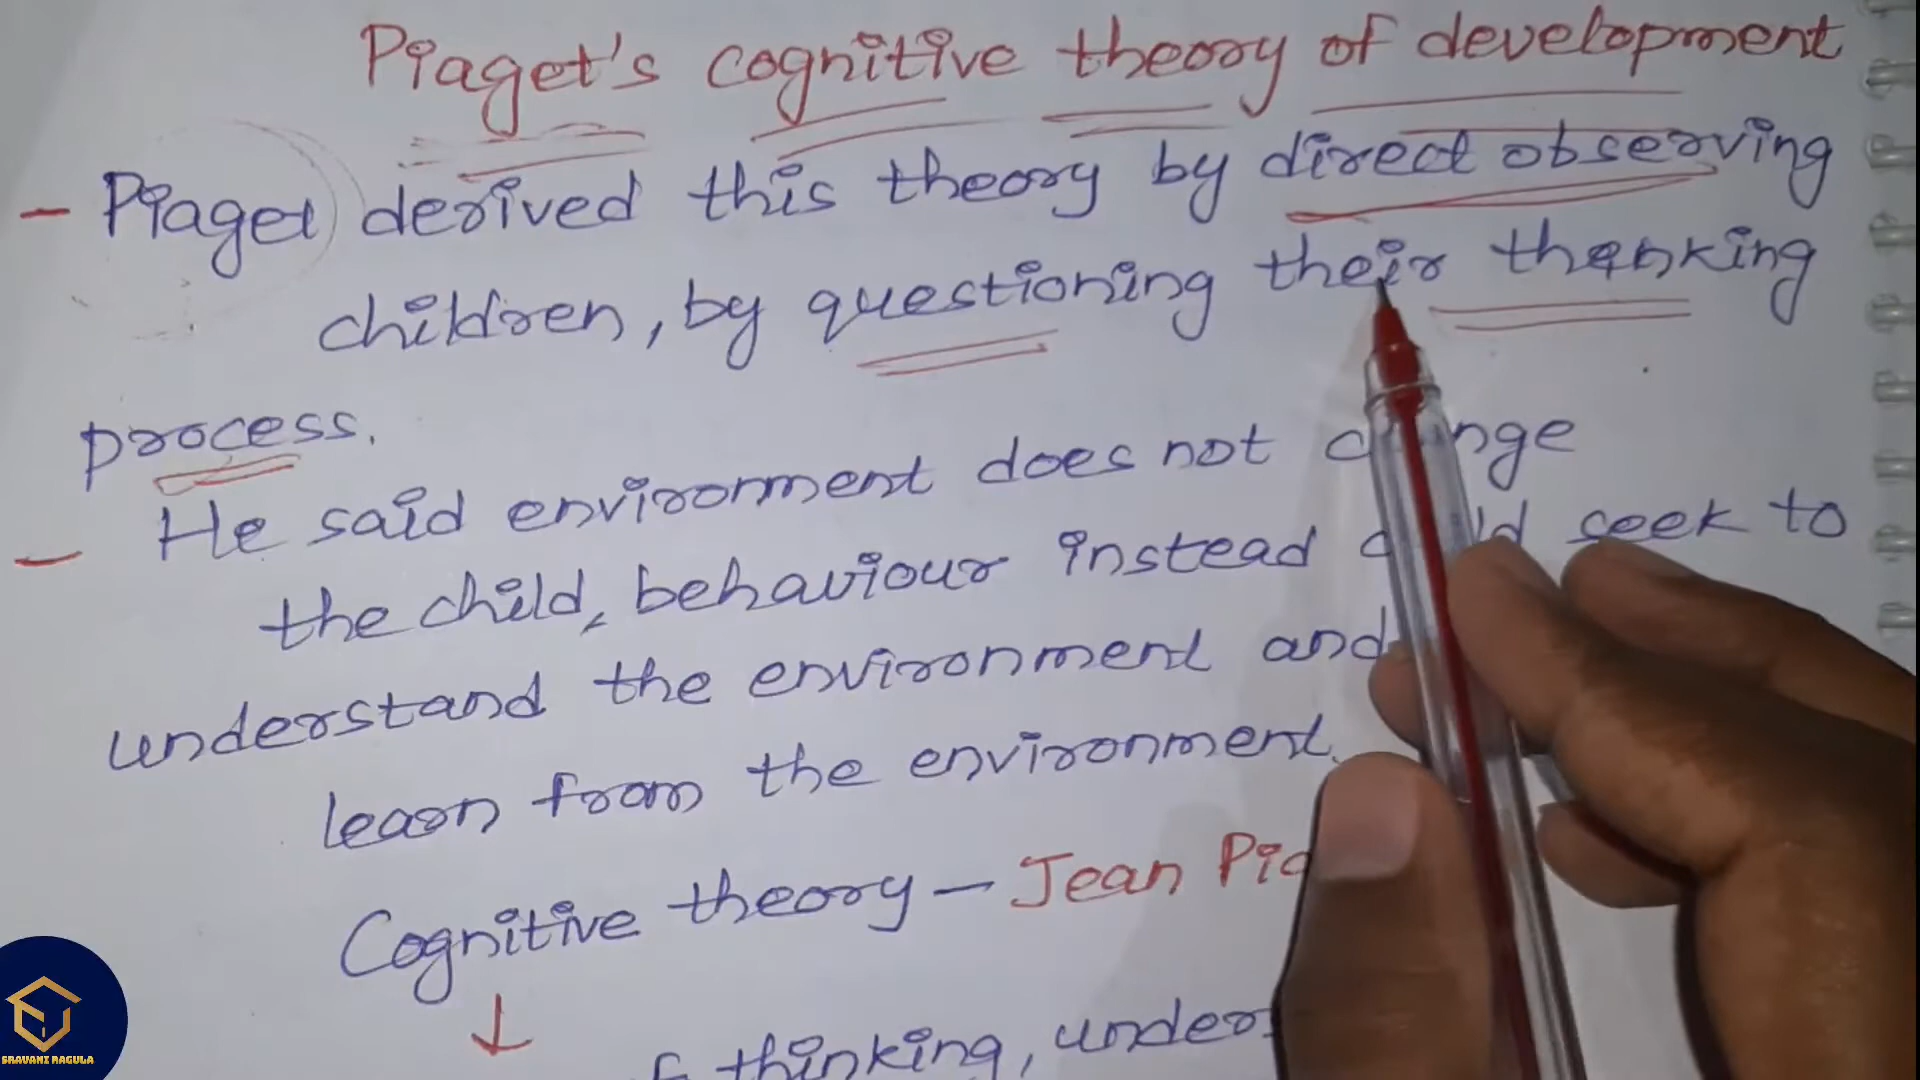 Piaget's cognitive theory of development
- Piaget derived this theory by direct observing
children, by questioning their thinking
process.
- He said environment does not
the child, behaviour instead seek to
understand the environment and
learn from the environment.
Cognitive theory - Jean
↓
thinking,
SRAVANI RAGULA